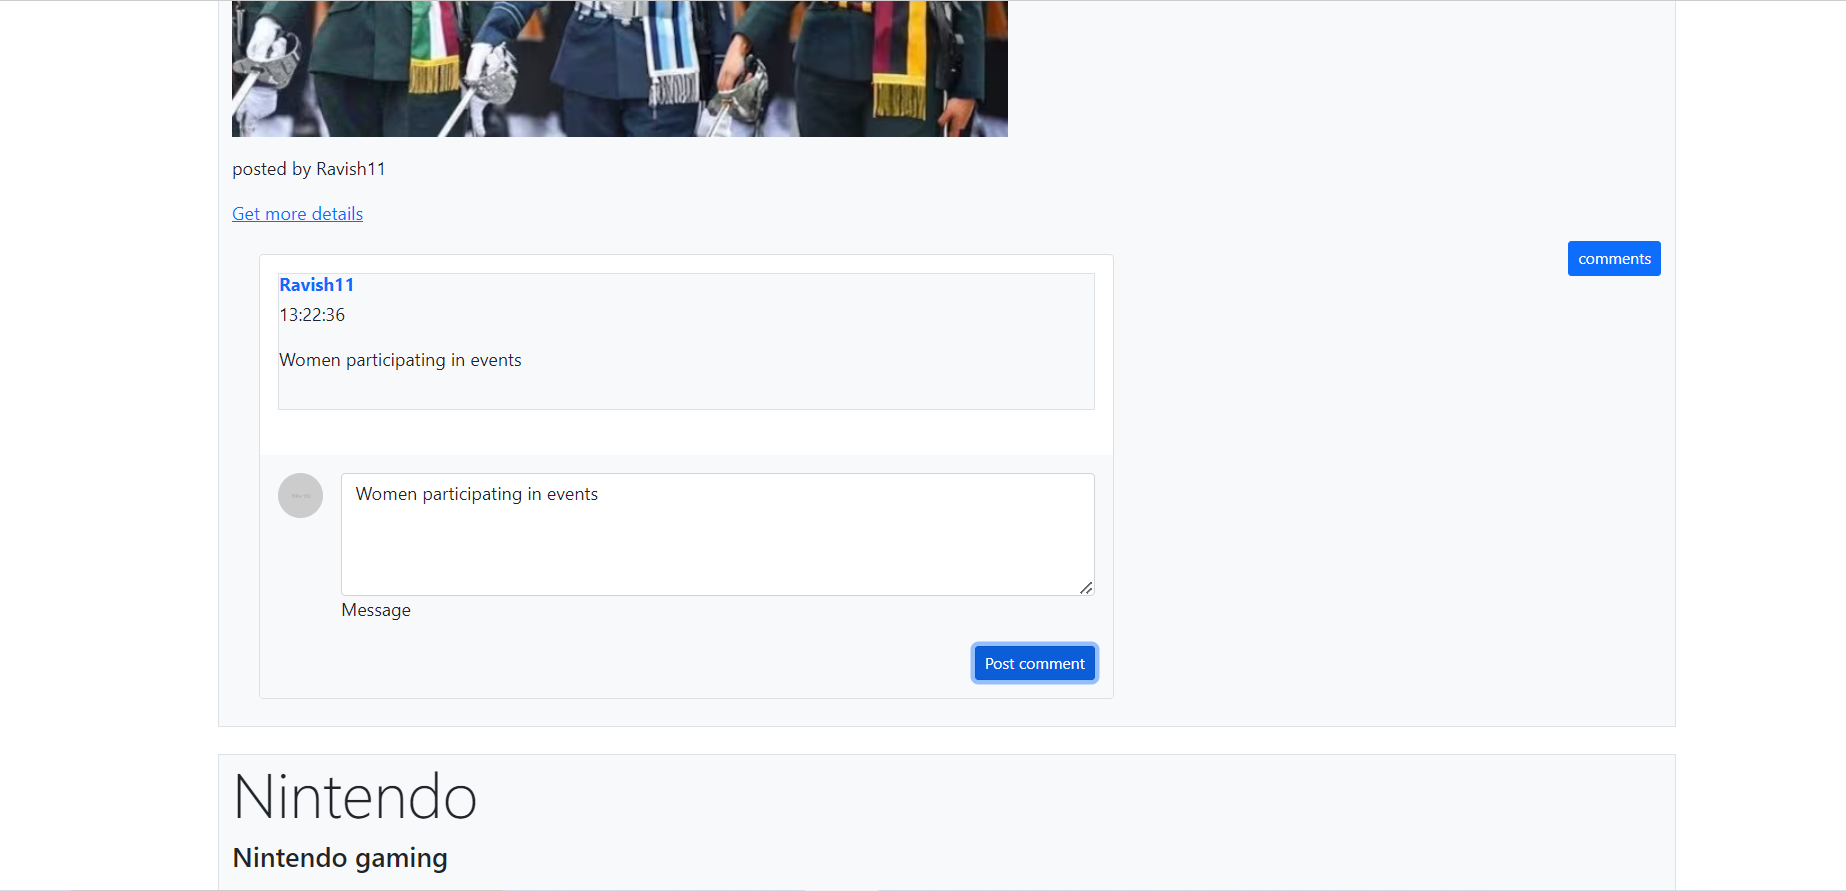 posted by Ravish11
Get more details
comments
Ravish11
13:22:36
Women participating in events
Women participating in events
Message
Post comment
Nintendo
Nintendo gaming